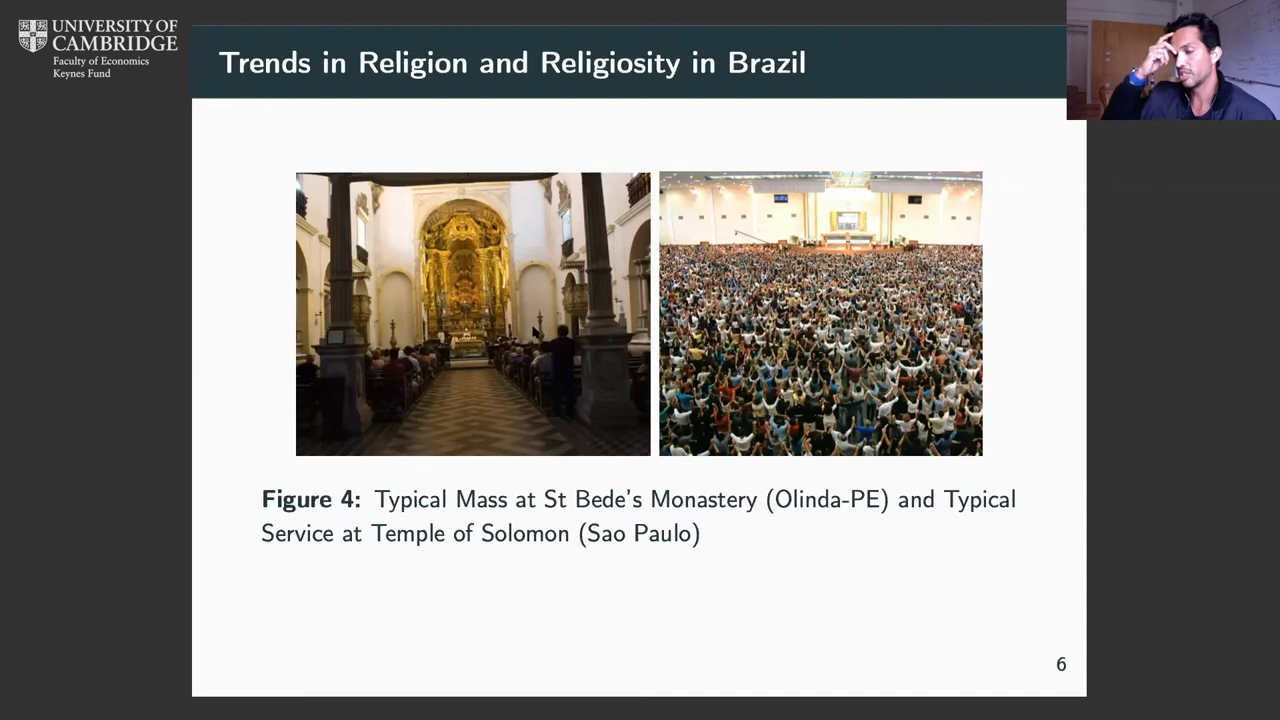 UNIVERSITY OF
CAMBRIDGE
Faculty of Economics
Keynes Fund
Trends in Religion and Religiosity in Brazil
Figure 4: Typical Mass at St Bede's Monastery (Olinda-PE) and Typical
Service at Temple of Solomon (Sao Paulo)
6